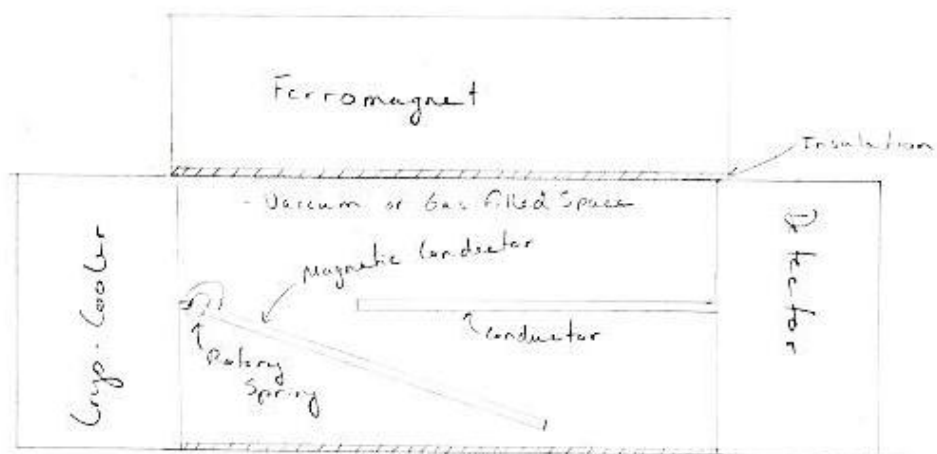 Ferromagnet
Insulation
- Vacuum or Gas Filled Space
Magnetic Conductor
Cryo-Cooler
Conductor
Rotary
Spring
Detector